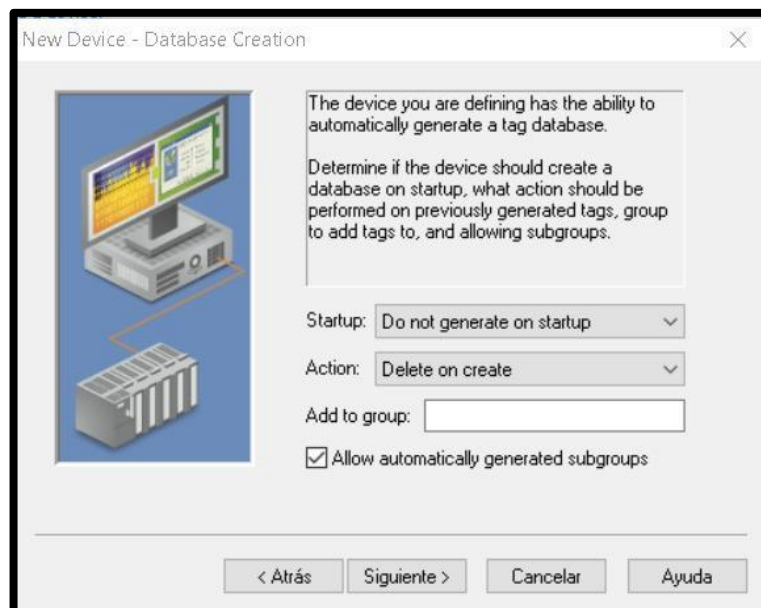 New Device - Database Creation
The device you are defining has the ability to
automatically generate a tag database.
Determine if the device should create a
database on startup, what action should be
performed on previously generated tags, group
to add tags to, and allowing subgroups.
Startup: Do not generate on startup
Action: Delete on create
Add to group:
Allow automatically generated subgroups
< Atrás Siguiente > Cancelar Ayuda